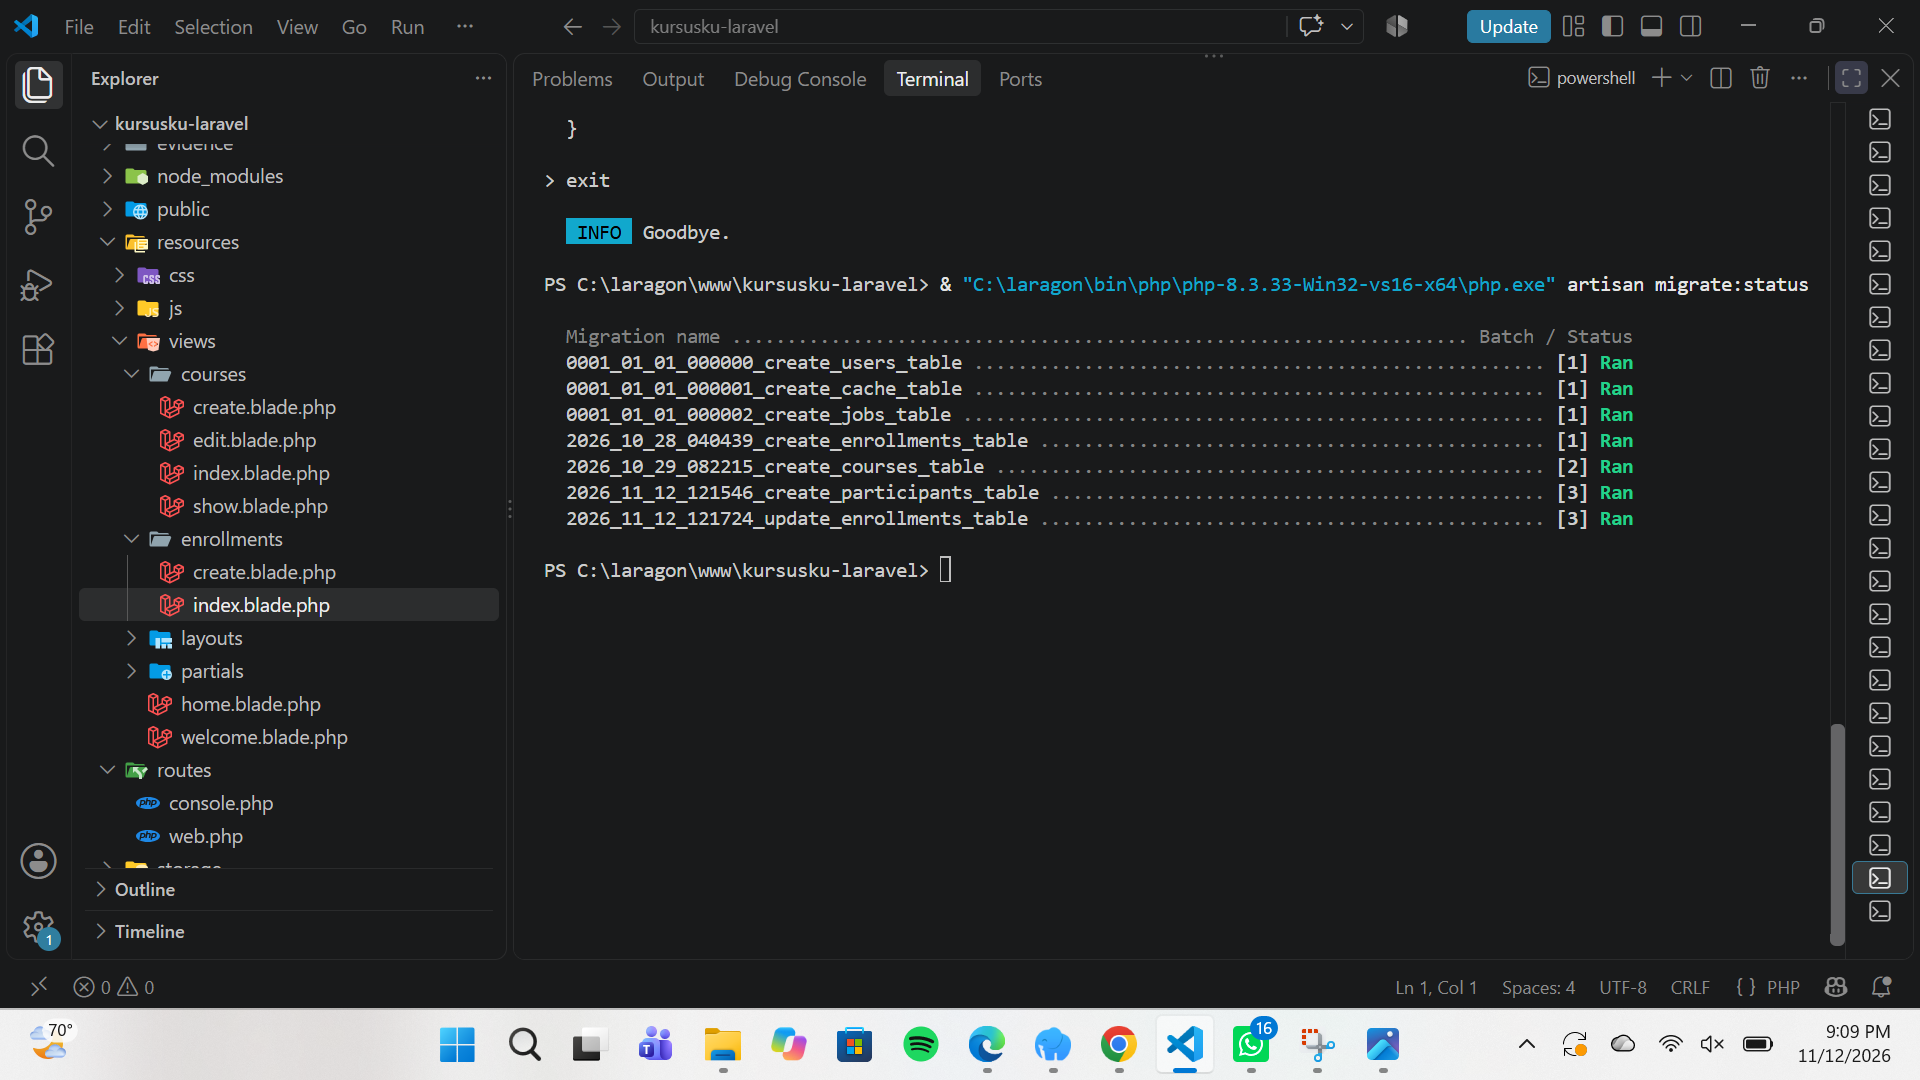 File Edit Selection View Go Run ···
kursusku-laravel
Update
Explorer
kursusku-laravel
evidence
node_modules
public
resources
css
js
views
courses
create.blade.php
edit.blade.php
index.blade.php
show.blade.php
enrollments
create.blade.php
index.blade.php
layouts
partials
home.blade.php
welcome.blade.php
routes
console.php
web.php
storage
Outline
Timeline
1
Problems Output Debug Console Terminal Ports
powershell
}
> exit
INFO Goodbye.
PS C:\laragon\www\kursusku-laravel> & "C:\laragon\bin\php\php-8.3.33-Win32-vs16-x64\php.exe" artisan migrate:status
Migration name ................................................................... Batch / Status
0001_01_01_000000_create_users_table .................................................... [1] Ran
0001_01_01_000001_create_cache_table .................................................... [1] Ran
0001_01_01_000002_create_jobs_table ..................................................... [1] Ran
2026_10_28_040439_create_enrollments_table .............................................. [1] Ran
2026_10_29_082215_create_courses_table .................................................. [2] Ran
2026_11_12_121546_create_participants_table ............................................. [3] Ran
2026_11_12_121724_update_enrollments_table .............................................. [3] Ran
PS C:\laragon\www\kursusku-laravel>
0 0
Ln 1, Col 1 Spaces: 4 UTF-8 CRLF { } PHP
70°
16
9:09 PM
11/12/2026